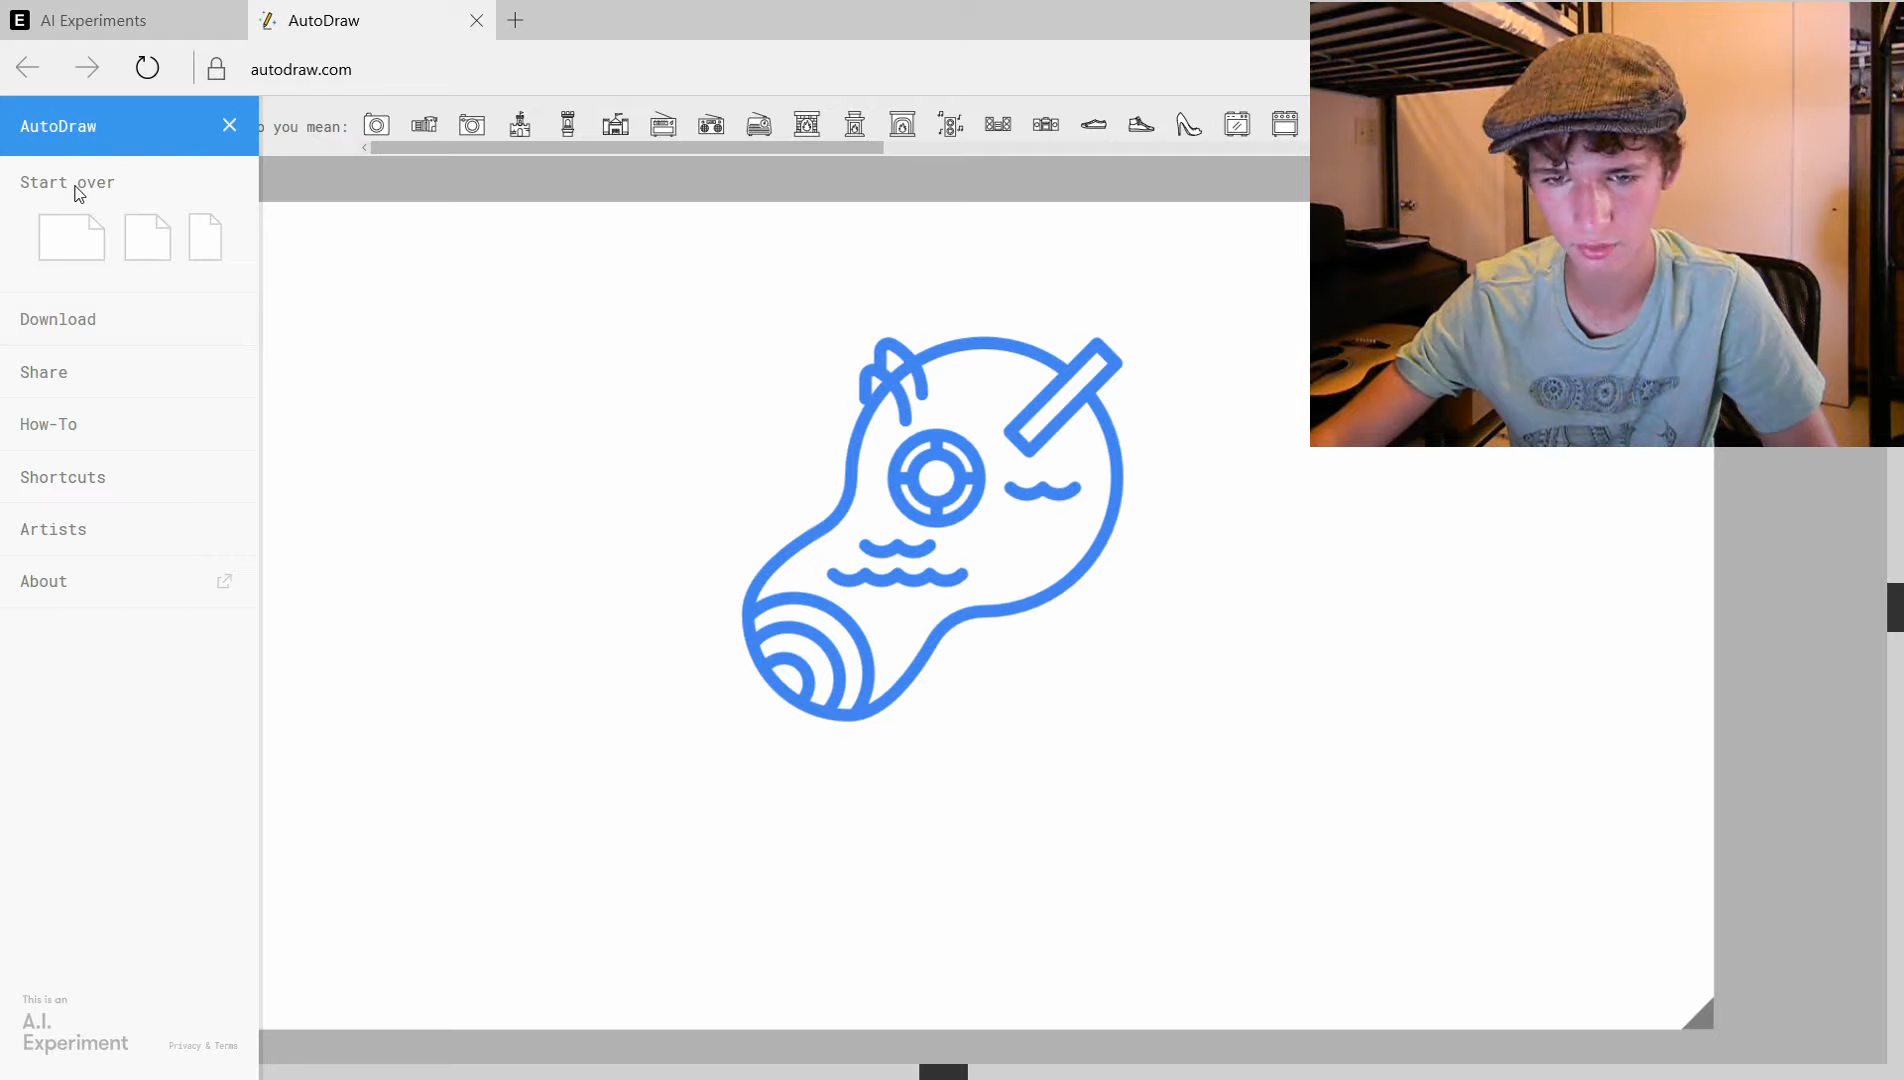 E AI Experiments
AutoDraw
autodraw.com
AutoDraw
o you mean:
Start over
Download
Share
How-To
Shortcuts
Artists
About
This is an
A.I.
Experiment
Privacy & Terms